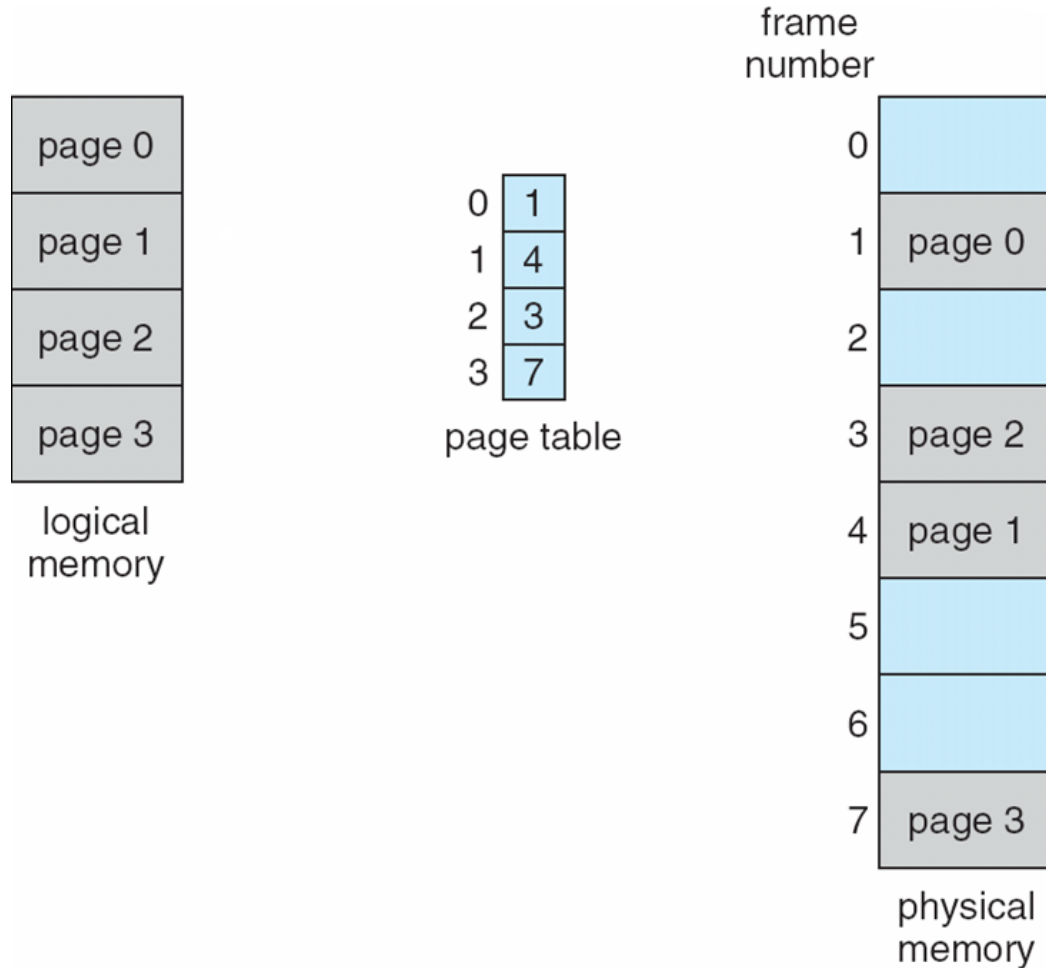 page 0
page 1
page 2
page 3
logical
memory
0 1
1 4
2 3
3 7
page table
frame
number
0
1 page 0
2
3 page 2
4 page 1
5
6
7 page 3
physical
memory